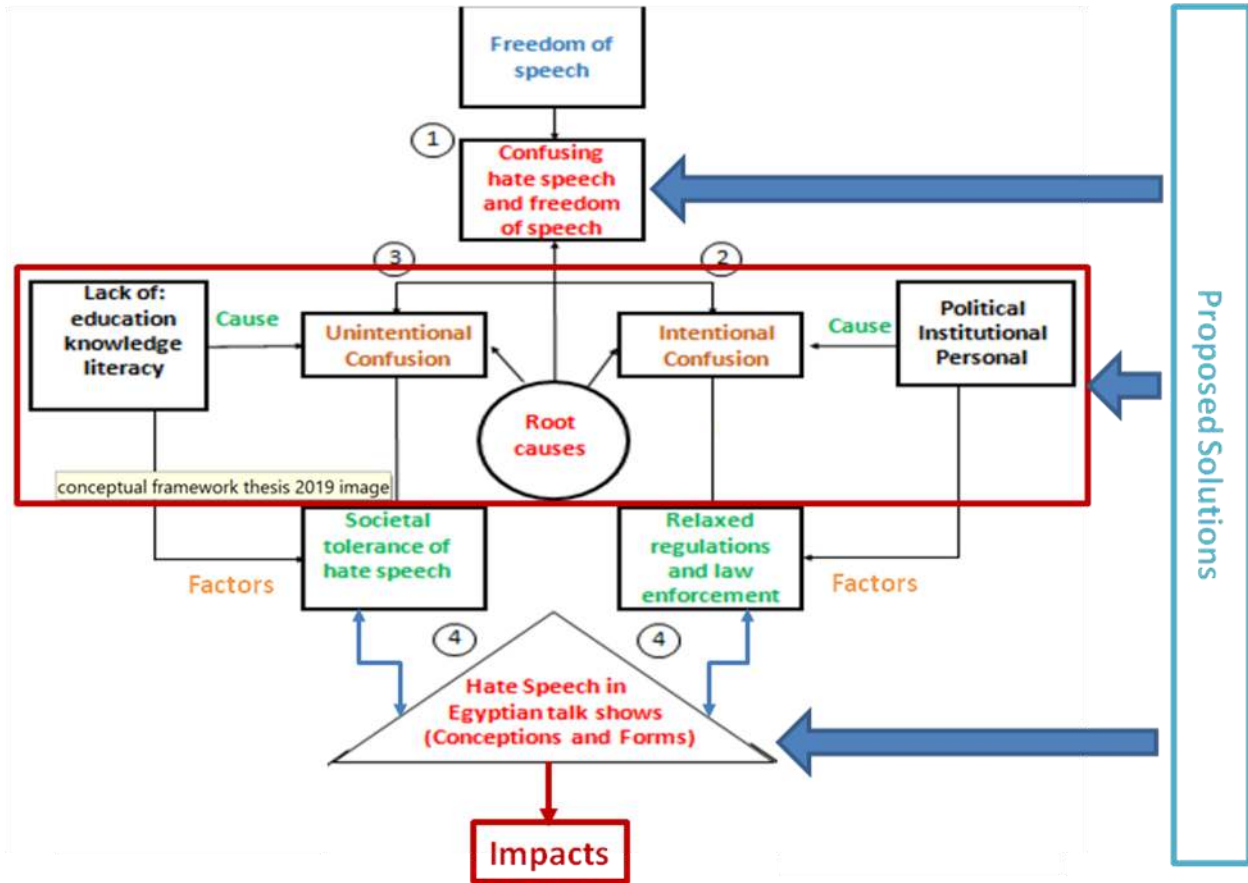 Freedom of
speech
1
Confusing
hate speech
and freedom
of speech
3
2
Lack of:
education
knowledge
literacy
Cause
Unintentional
Confusion
Intentional
Confusion
Cause
Political
Institutional
Personal
Root
causes
conceptual framework thesis 2019 image
Societal
tolerance of
hate speech
Relaxed
regulations
and law
enforcement
Factors
Factors
4
4
Hate Speech in
Egyptian talk shows
(Conceptions and Forms)
Impacts
Proposed Solutions